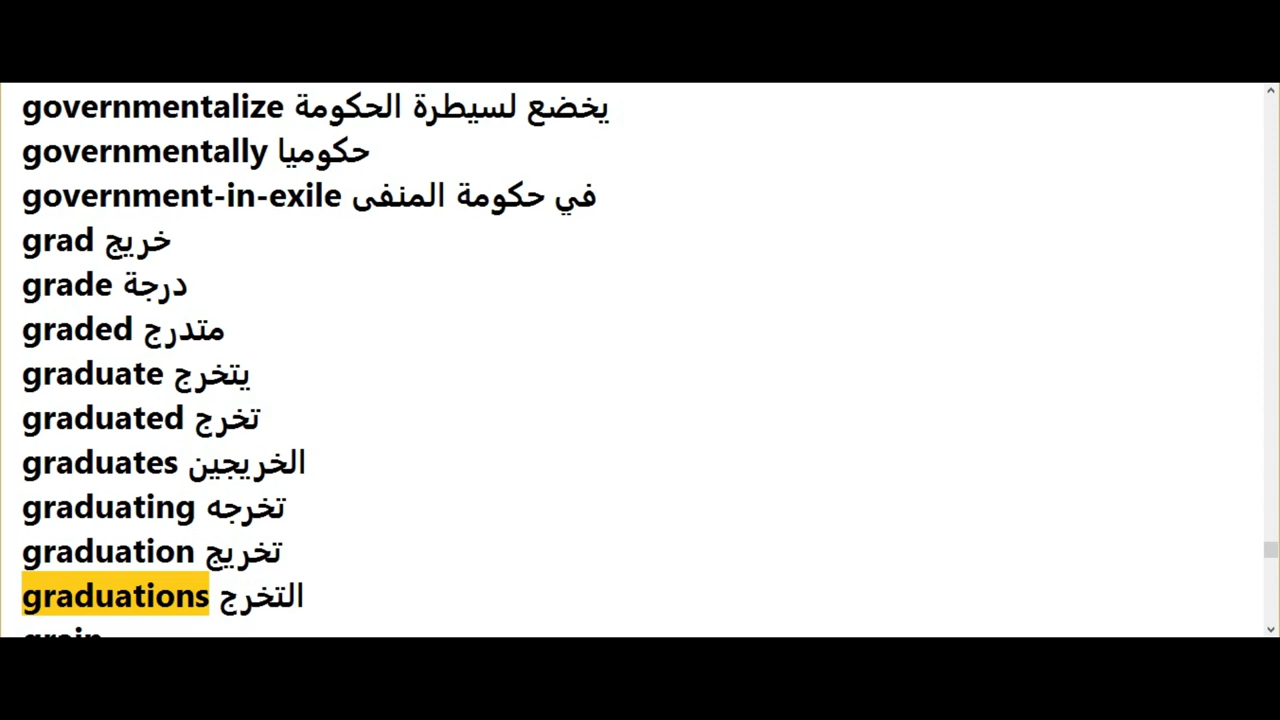 governmentalize يخضع لسيطرة الحكومة
governmentally حكوميا
government-in-exile في حكومة المنفى
grad خريج
grade درجة
graded متدرج
graduate يتخرج
graduated تخرج
graduates الخريجين
graduating تخرجه
graduation تخريج
graduations التخرج
grain